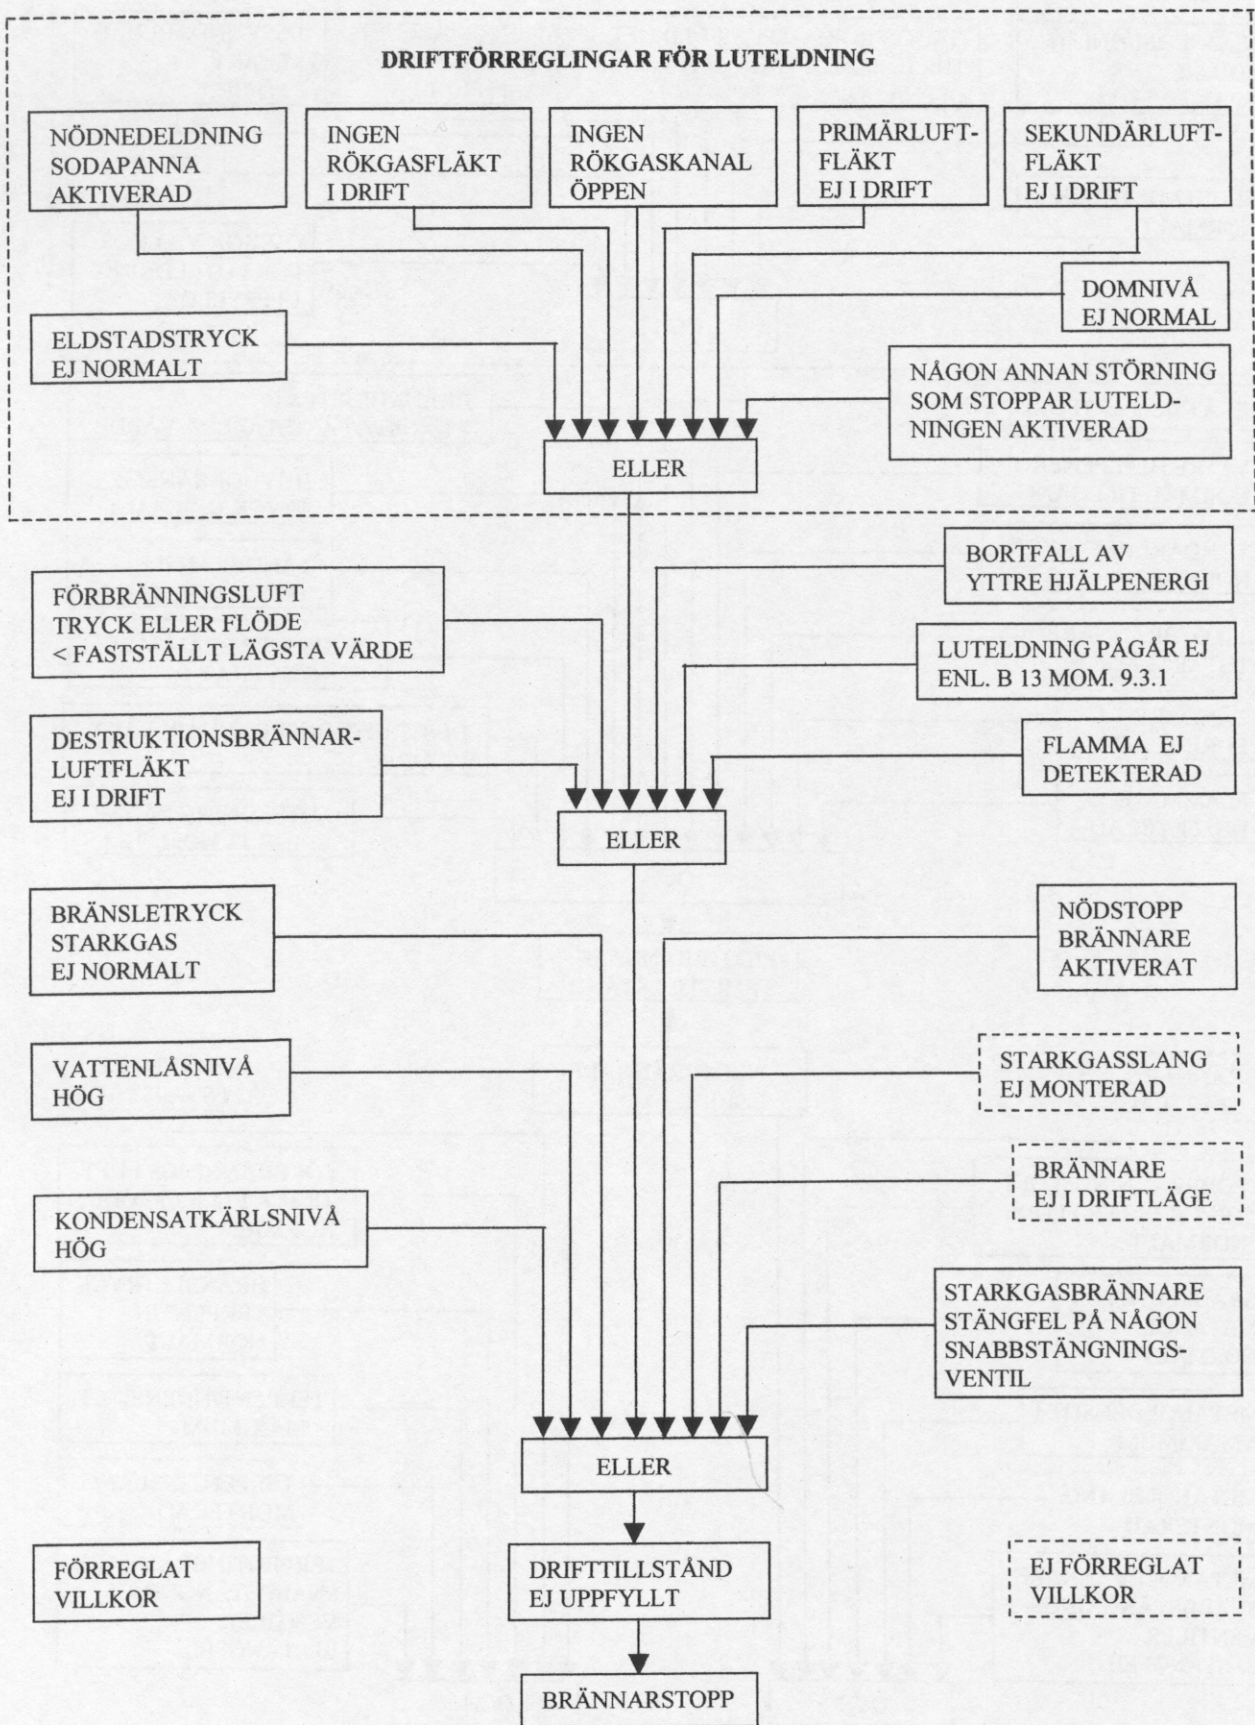 DRIFTFÖRREGLINGAR FÖR LUTELDNING
NÖDNEDELDNING
SODAPANNA
AKTIVERAD
INGEN
RÖKGASFLÄKT
I DRIFT
INGEN
RÖKGASKANAL
ÖPPEN
PRIMÄRLUFT-
FLÄKT
EJ I DRIFT
SEKUNDÄRLUFT-
FLÄKT
EJ I DRIFT
DOMNIVÅ
EJ NORMAL
ELDSTADSTRYCK
EJ NORMALT
NÅGON ANNAN STÖRNING
SOM STOPPAR LUTELD-
NINGEN AKTIVERAD
ELLER
BORTFALL AV
YTTRE HJÄLPENERGI
FÖRBRÄNNINGSLUFT
TRYCK ELLER FLÖDE
< FASTSTÄLLT LÄGSTA VÄRDE
LUTELDNING PÅGÅR EJ
ENL. B 13 MOM. 9.3.1
DESTRUKTIONSBRÄNNAR-
LUFTFLÄKT
EJ I DRIFT
FLAMMA EJ
DETEKTERAD
ELLER
BRÄNSLETRYCK
STARKGAS
EJ NORMALT
NÖDSTOPP
BRÄNNARE
AKTIVERAT
VATTENLÅSNIVÅ
HÖG
STARKGASSLANG
EJ MONTERAD
BRÄNNARE
EJ I DRIFTLÄGE
KONDENSATKÄRLSNIVÅ
HÖG
STARKGASBRÄNNARE
STÄNGFEL PÅ NÅGON
SNABBSTÄNGNINGS-
VENTIL
ELLER
FÖRREGLAT
VILLKOR
DRIFTTILLSTÅND
EJ UPPFYLLT
EJ FÖRREGLAT
VILLKOR
BRÄNNARSTOPP